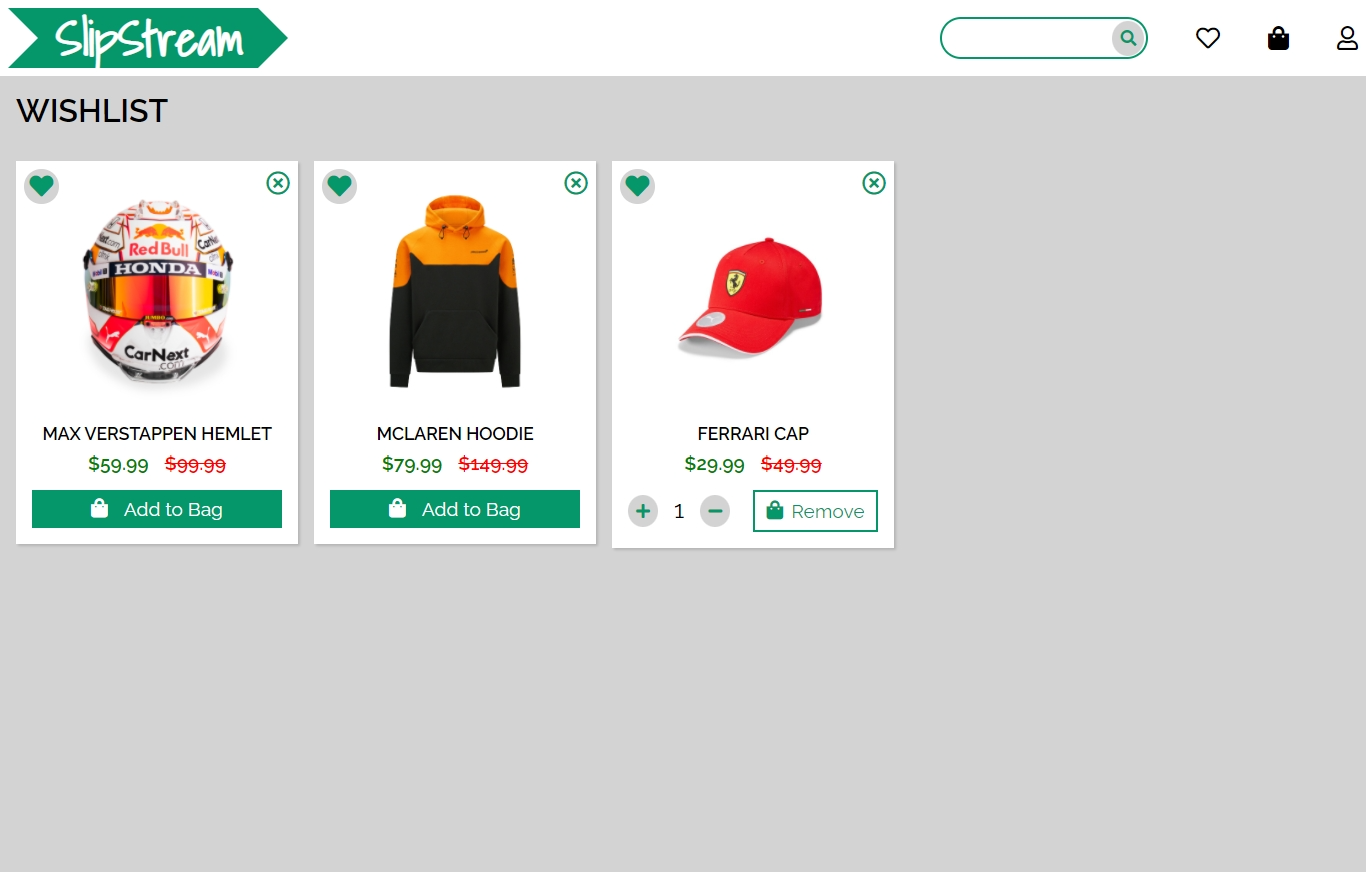 SlipStream
WISHLIST
Red Bull
HONDA
CarNext
.com
MAX VERSTAPPEN HEMLET
$59.99 $99.99
Add to Bag
MCLAREN HOODIE
$79.99 $149.99
Add to Bag
FERRARI CAP
$29.99 $49.99
1
Remove